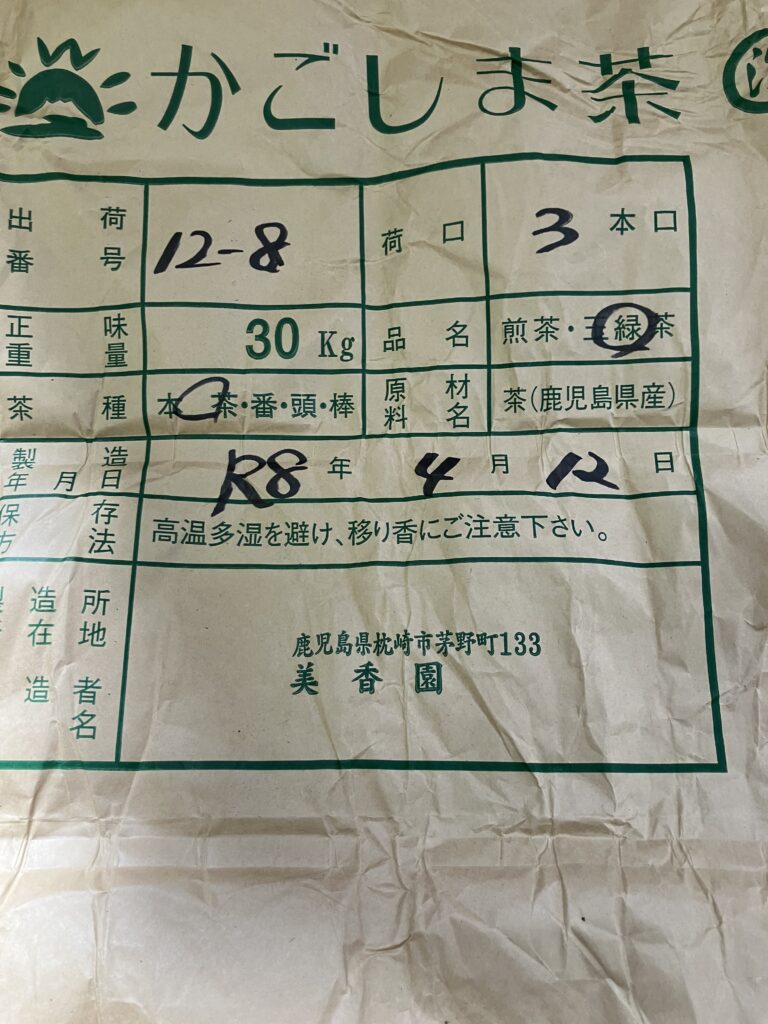 かごしま茶
出荷番号 12-8 荷口 3本口
正味重量 30Kg 品名 煎茶・玉緑茶
茶種 本茶・番・頭・棒 原材料名 茶(鹿児島県産)
製造年月日 R8年4月12日
保存方法 高温多湿を避け、移り香にご注意下さい。
造所在地 鹿児島県枕崎市茅野町133
造者名 美香園